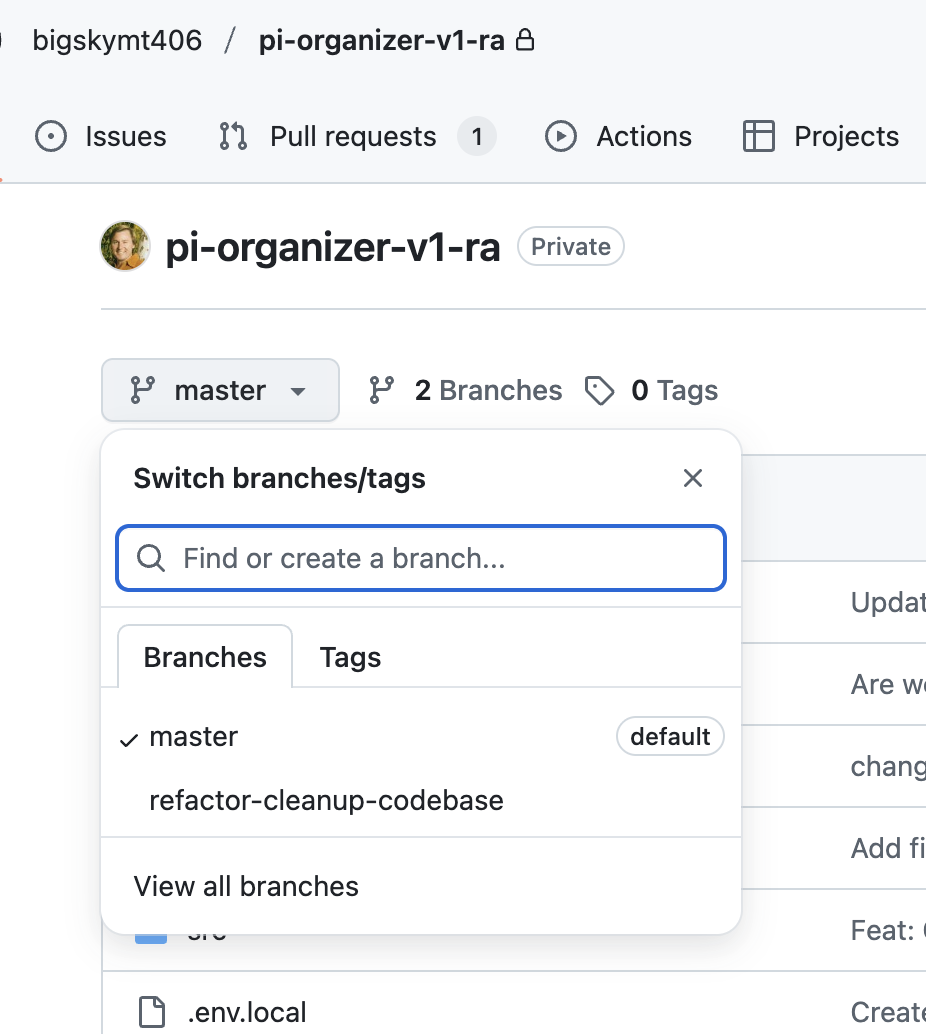 bigskymt406 / pi-organizer-v1-ra
Issues Pull requests 1 Actions Projects
pi-organizer-v1-ra Private
master 2 Branches 0 Tags
Switch branches/tags
Find or create a branch...
Branches Tags
master default
refactor-cleanup-codebase
View all branches
Updat
Are w
chang
Add fi
src Feat:
.env.local Create